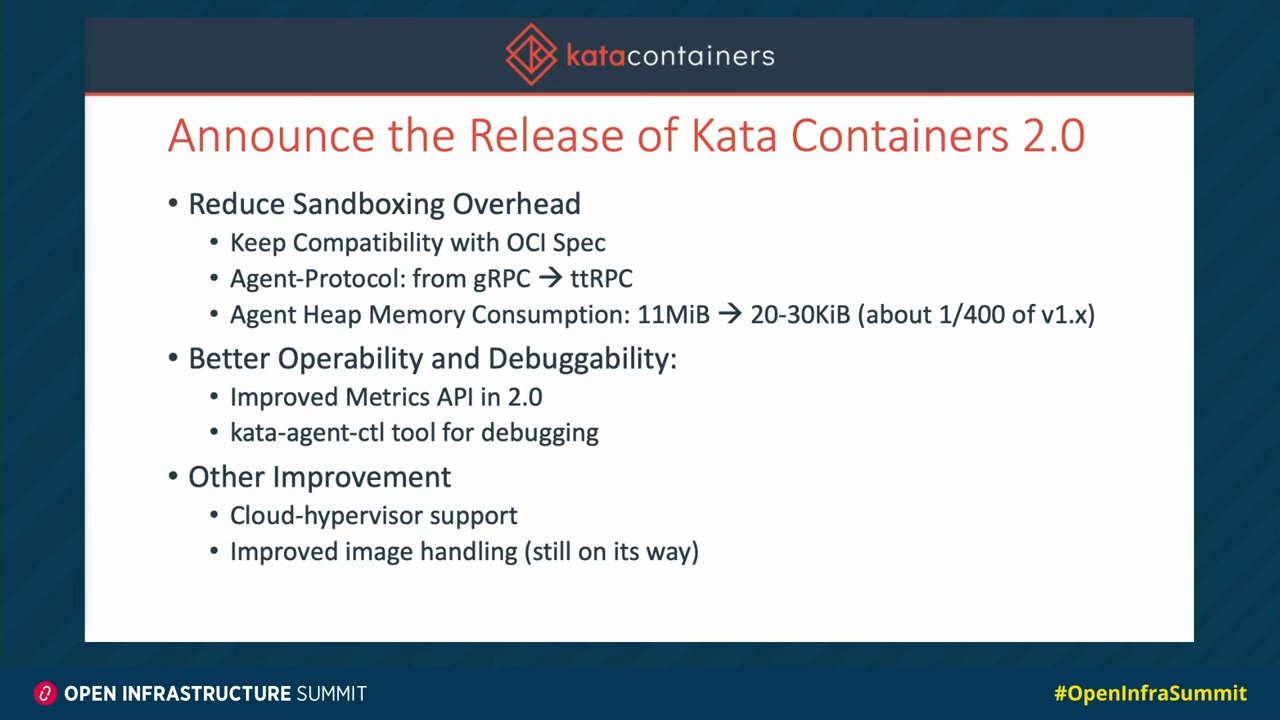 katacontainers
Announce the Release of Kata Containers 2.0
• Reduce Sandboxing Overhead
• Keep Compatibility with OCI Spec
• Agent-Protocol: from gRPC → ttRPC
• Agent Heap Memory Consumption: 11MiB → 20-30KiB (about 1/400 of v1.x)
• Better Operability and Debuggability:
• Improved Metrics API in 2.0
• kata-agent-ctl tool for debugging
• Other Improvement
• Cloud-hypervisor support
• Improved image handling (still on its way)
OPEN INFRASTRUCTURE SUMMIT
#OpenInfraSummit